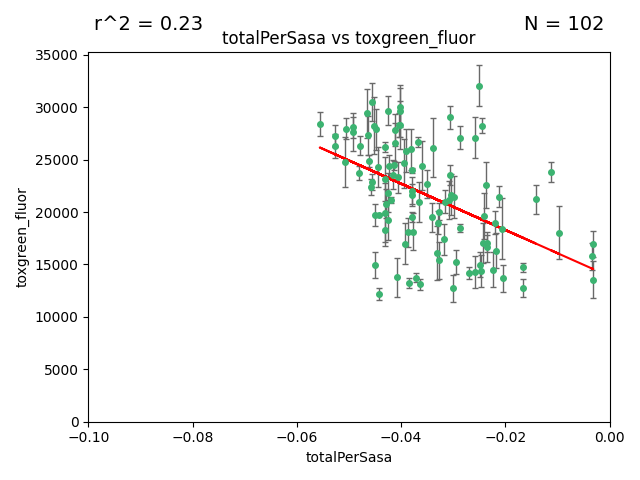 r^2 = 0.23
N = 102
totalPerSasa vs toxgreen_fluor
35000
30000
25000
20000
15000
10000
5000
0
toxgreen_fluor
−0.10
−0.08
−0.06
−0.04
−0.02
0.00
totalPerSasa